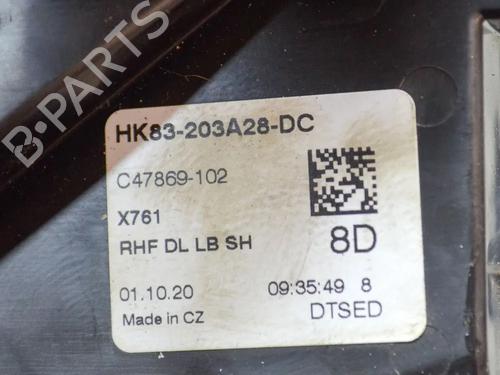 HK83-203A28-DC
C47869-102
X761
RHF DL LB SH
8D
01.10.20
09:35:49 8
Made in CZ
DTSED
B-PARTS